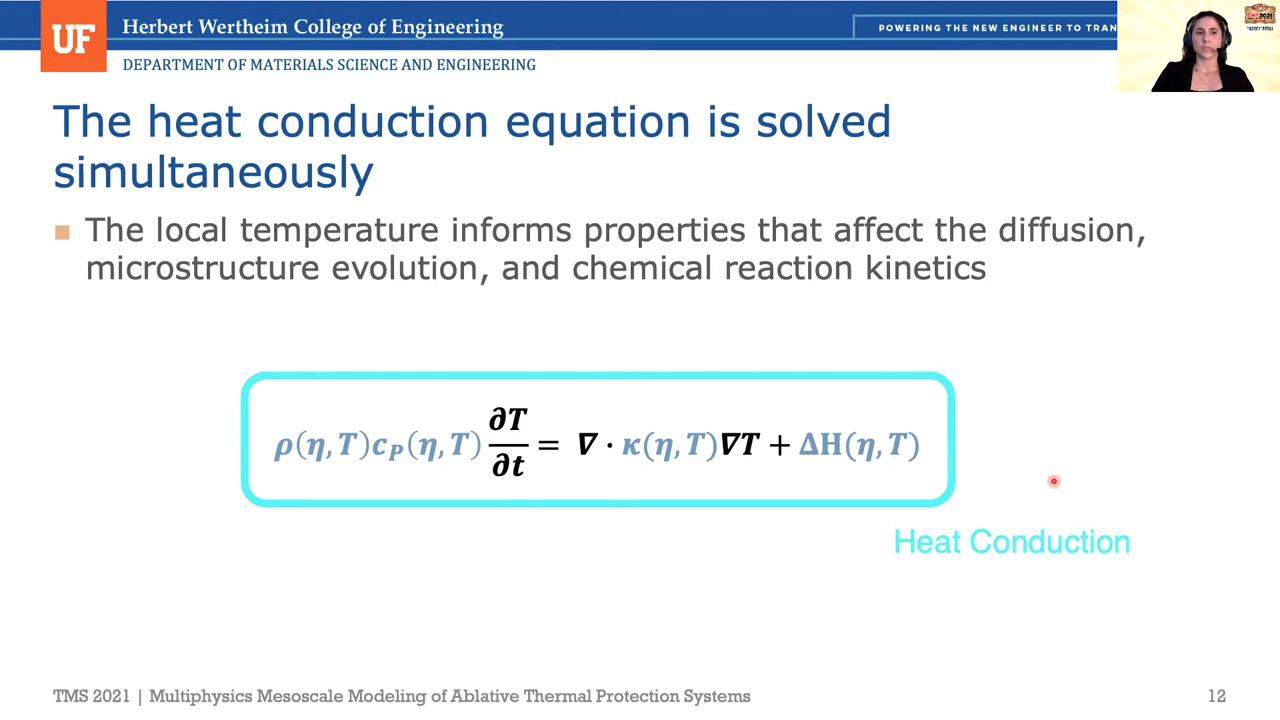 UF
Herbert Wertheim College of Engineering
POWERING THE NEW ENGINEER TO TRAN
DEPARTMENT OF MATERIALS SCIENCE AND ENGINEERING
TMS2021
The heat conduction equation is solved
simultaneously
■ The local temperature informs properties that affect the diffusion,
microstructure evolution, and chemical reaction kinetics
ρ(η,T)c_P(η,T) ∂T/∂t = ∇ · κ(η,T)∇T + ΔH(η,T)
Heat Conduction
TMS 2021 | Multiphysics Mesoscale Modeling of Ablative Thermal Protection Systems
12